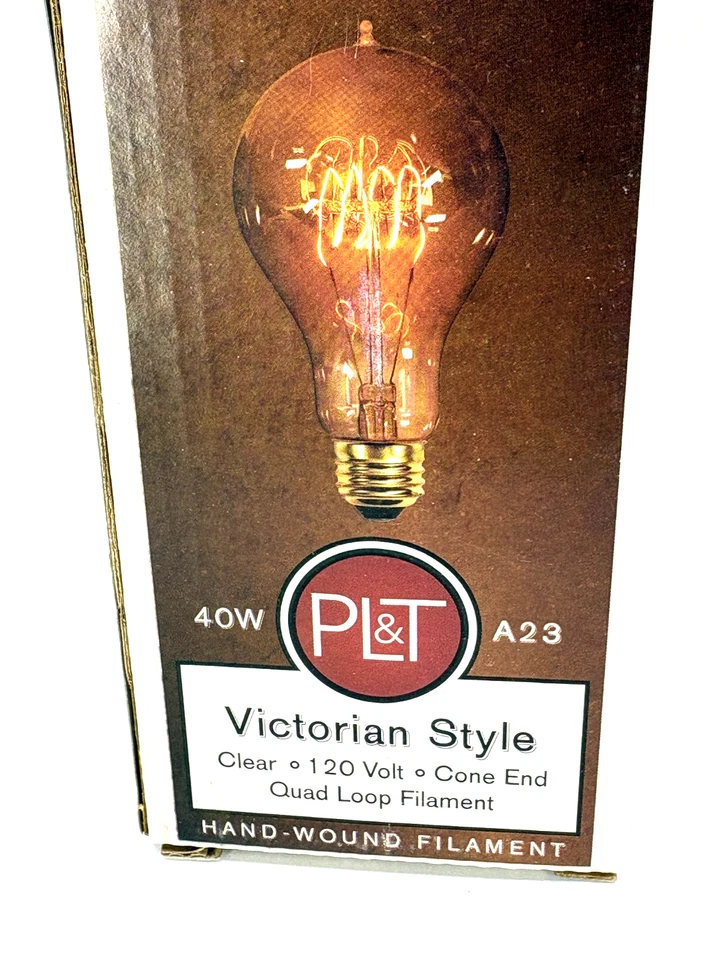 40W PL&T A23
Victorian Style
Clear o 120 Volt o Cone End
Quad Loop Filament
HAND-WOUND FILAMENT